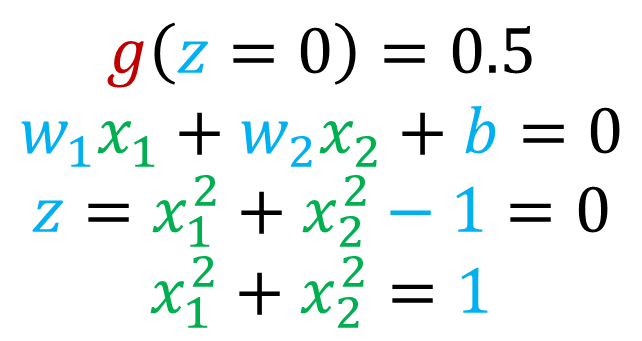 g(z = 0) = 0.5
w₁x₁ + w₂x₂ + b = 0
z = x₁² + x₂² − 1 = 0
x₁² + x₂² = 1